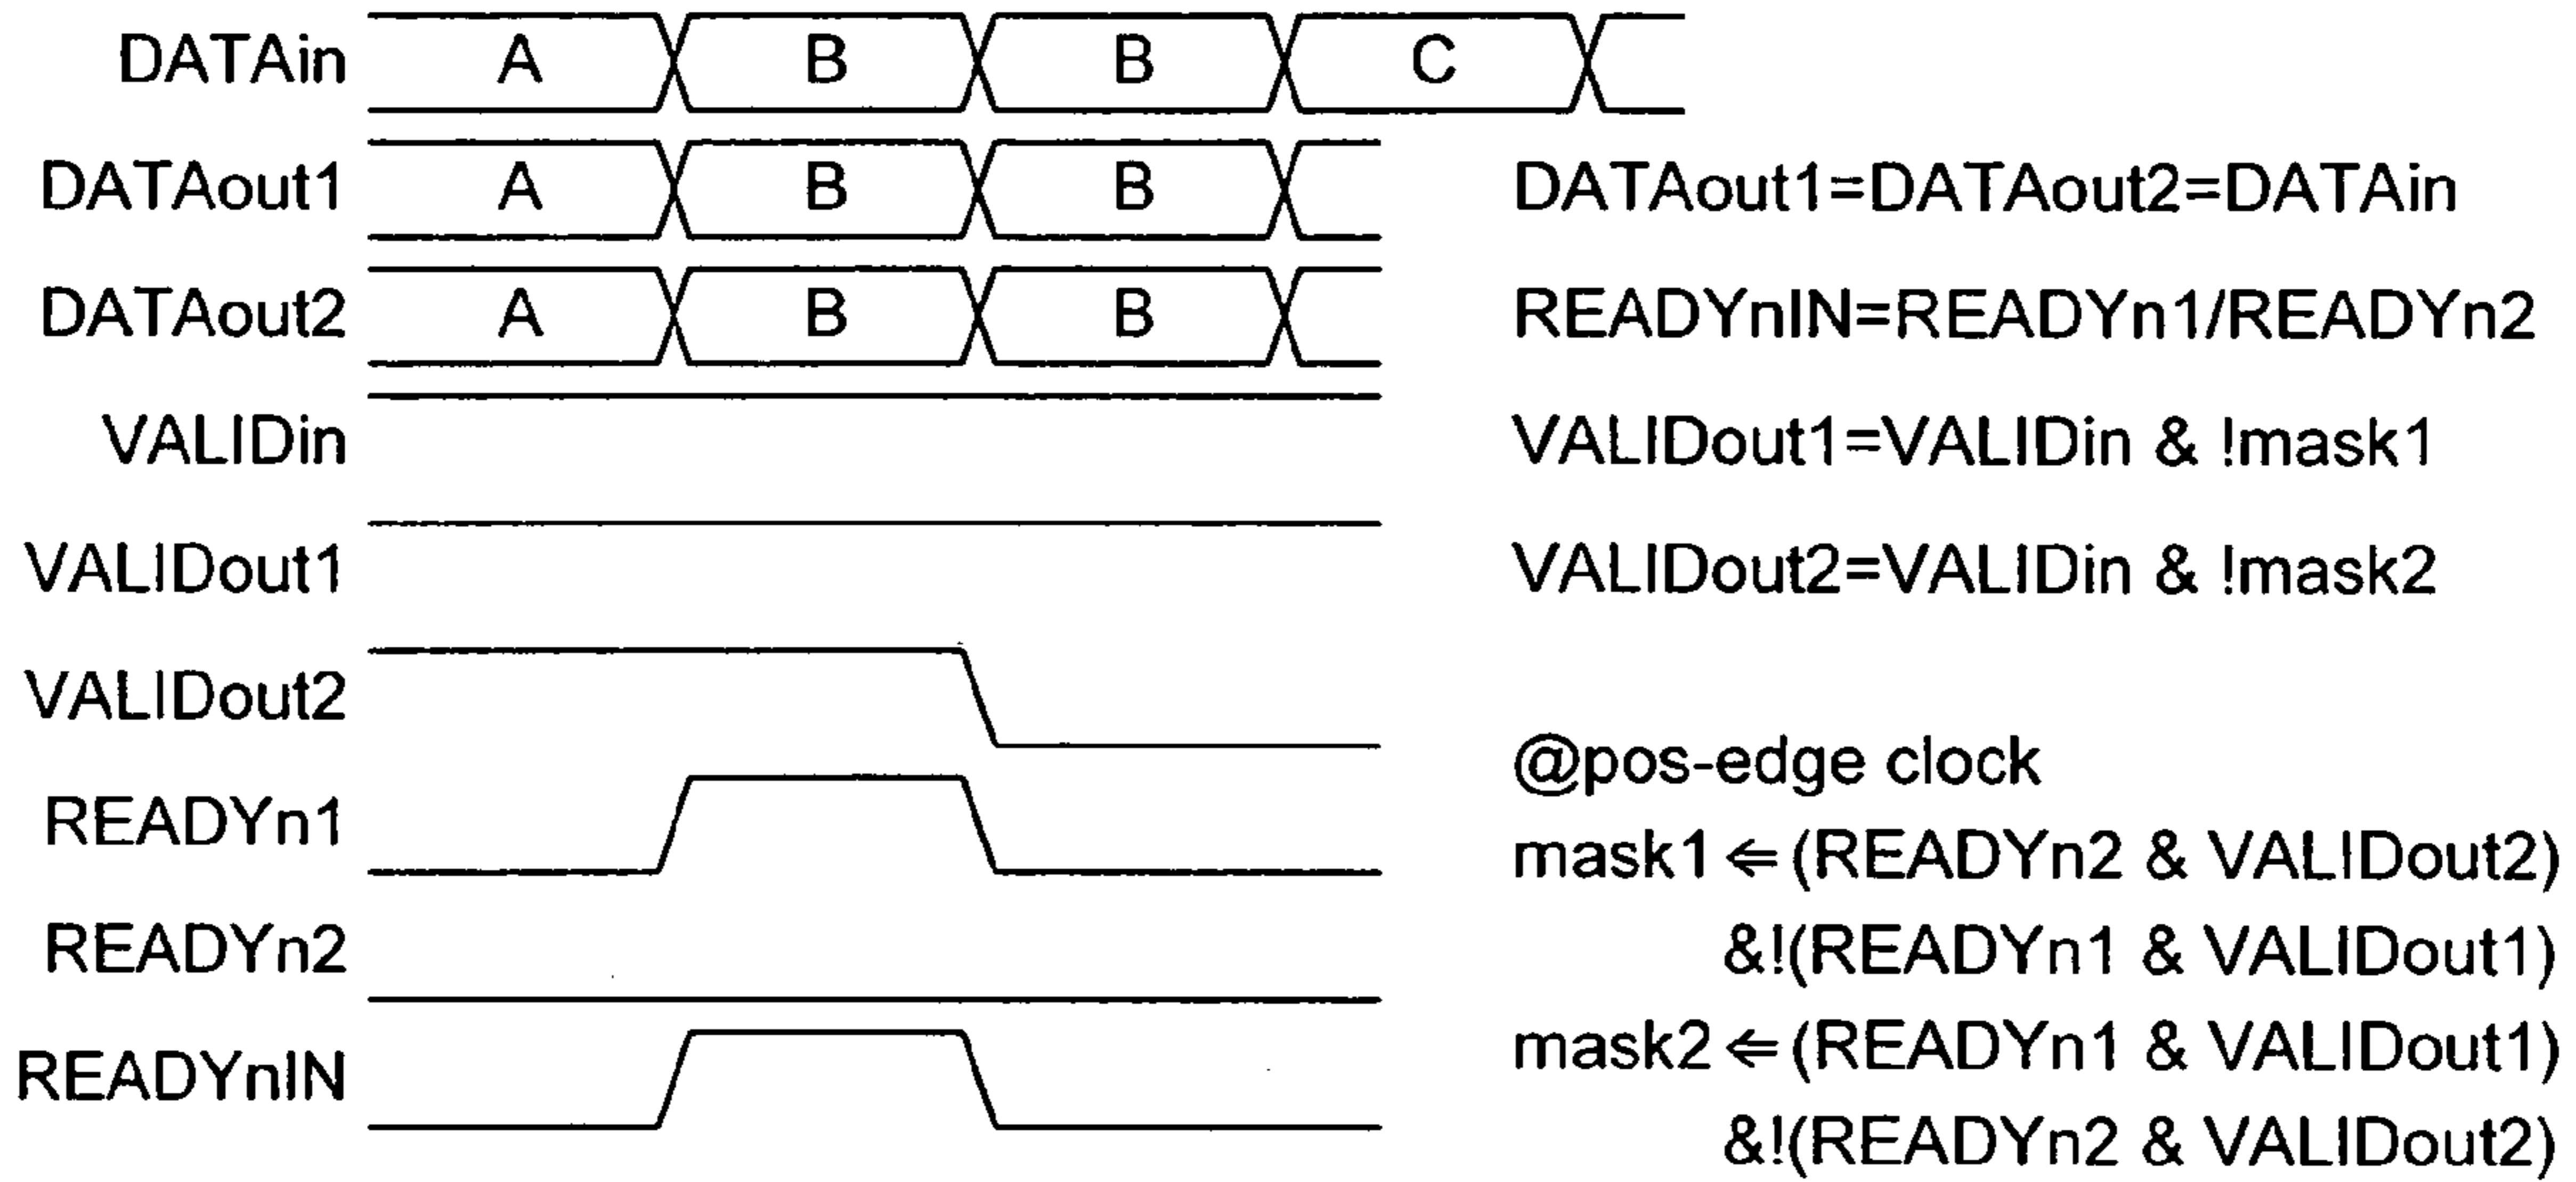 DATAin A B B C
DATAout1 A B B DATAout1=DATAout2=DATAin
DATAout2 A B B READYnIN=READYn1/READYn2
VALIDin VALIDout1=VALIDin & !mask1
VALIDout1 VALIDout2=VALIDin & !mask2
VALIDout2
@pos-edge clock
READYn1 mask1⇐(READYn2 & VALIDout2)
READYn2 &!(READYn1 & VALIDout1)
READYnIN mask2⇐(READYn1 & VALIDout1)
&!(READYn2 & VALIDout2)